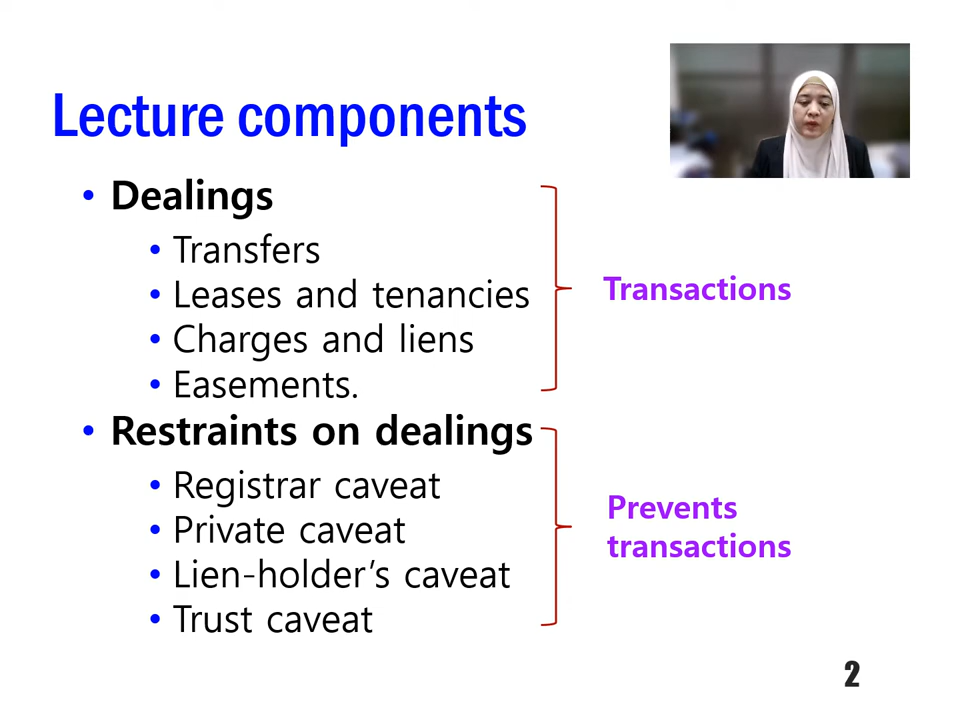 Lecture components
• Dealings
• Transfers
• Leases and tenancies
• Charges and liens
• Easements.
Transactions
• Restraints on dealings
• Registrar caveat
• Private caveat
• Lien-holder’s caveat
• Trust caveat
Prevents
transactions
2